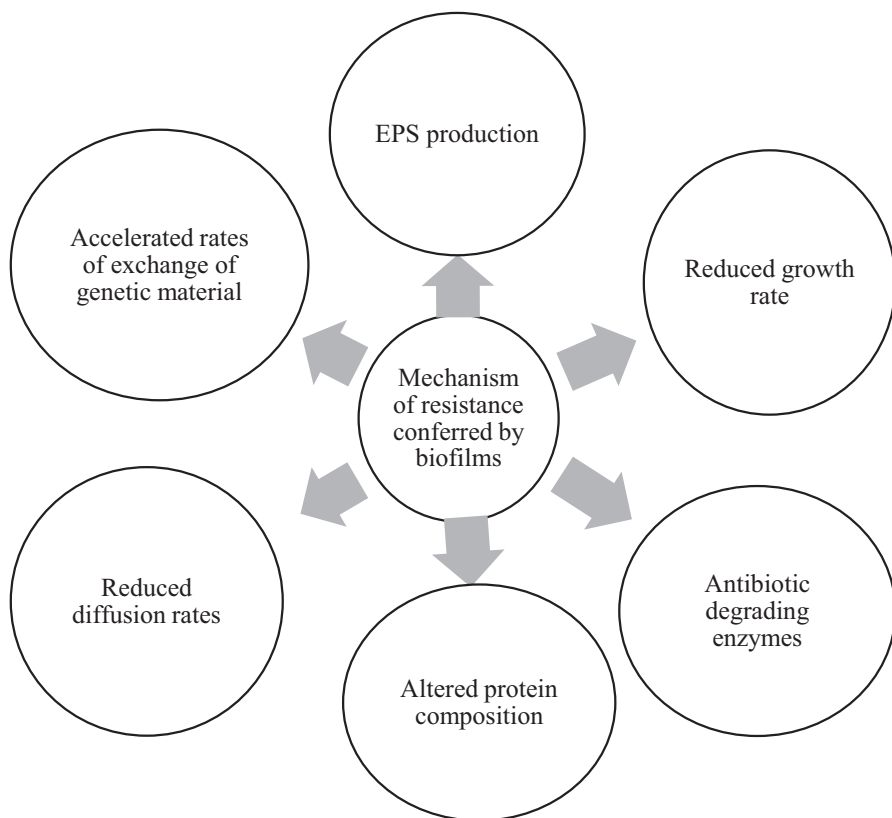 EPS production
Accelerated rates
of exchange of
genetic material
Reduced growth
rate
Mechanism
of resistance
conferred by
biofilms
Reduced
diffusion rates
Antibiotic
degrading
enzymes
Altered protein
composition